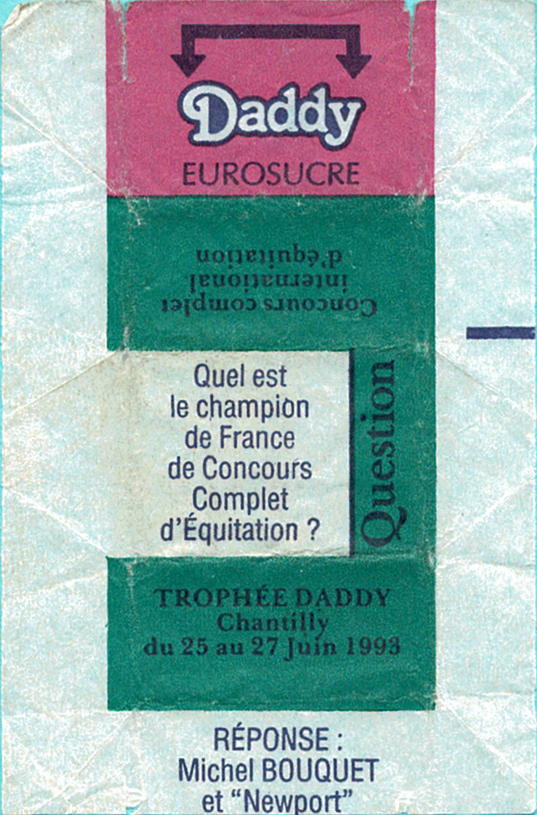 Daddy
EUROSUCRE
Concours complet
international
d'équitation
Quel est
le champion
de France
de Concours
Complet
d'Équitation ?
Question
TROPHÉE DADDY
Chantilly
du 25 au 27 Juin 1993
RÉPONSE :
Michel BOUQUET
et “Newport”